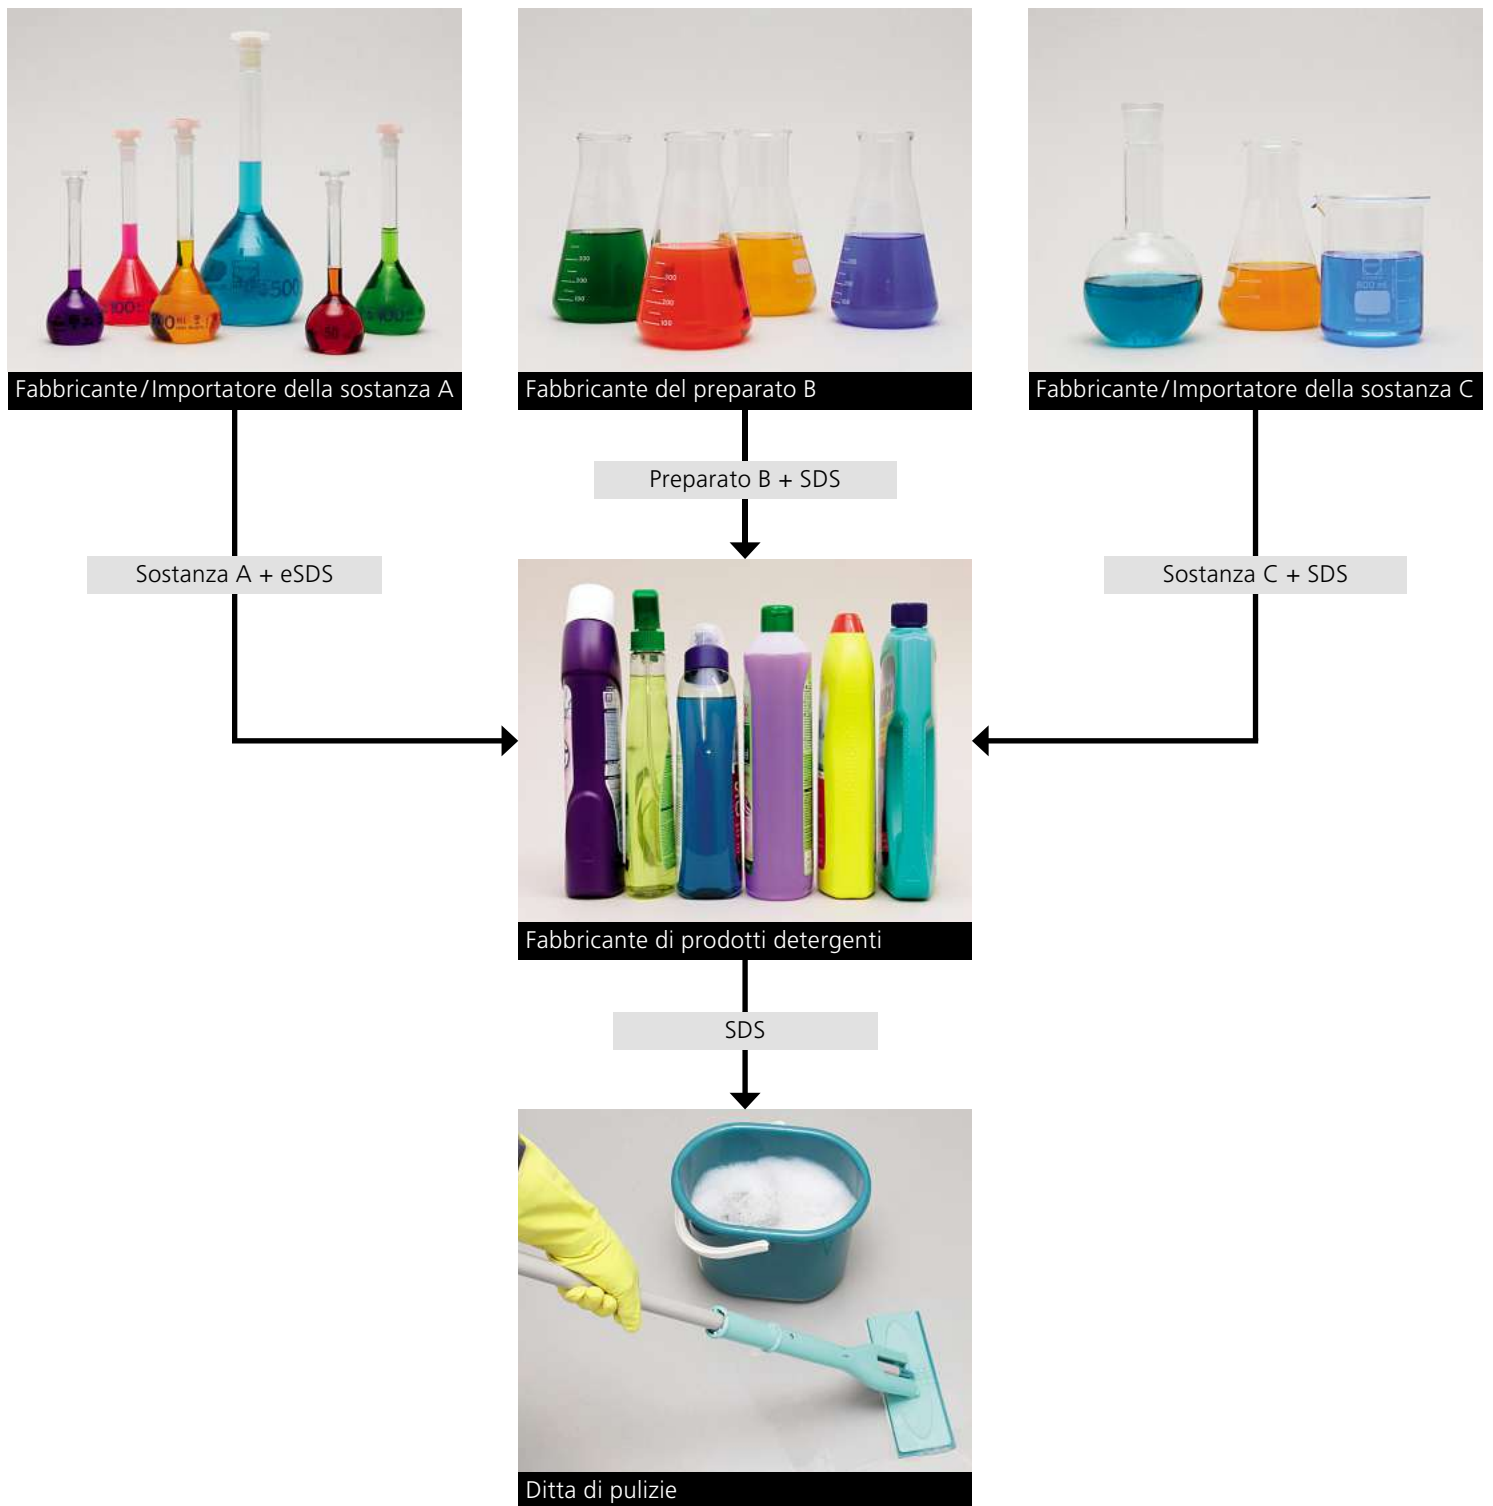 Fabbricante/Importatore della sostanza A
Fabbricante del preparato B
Fabbricante/Importatore della sostanza C
Preparato B + SDS
Sostanza A + eSDS
Sostanza C + SDS
Fabbricante di prodotti detergenti
SDS
Ditta di pulizie